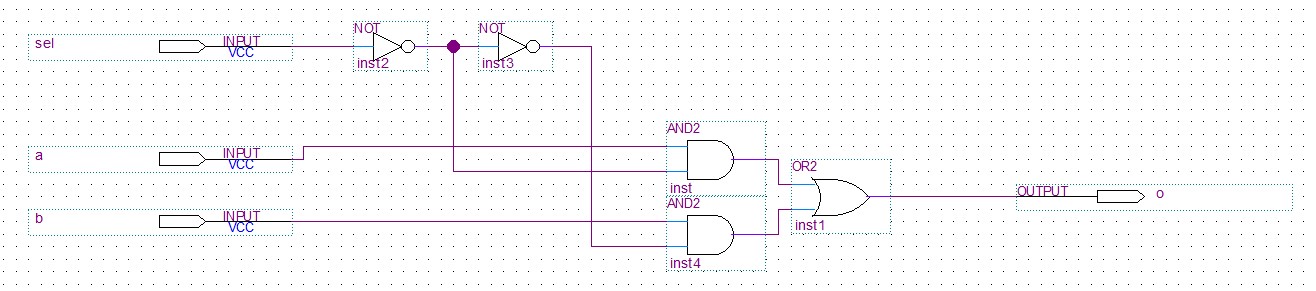 sel
INPUT
VCC
NOT
inst2
NOT
inst3
a
INPUT
VCC
AND2
inst
b
INPUT
VCC
AND2
inst4
OR2
inst1
OUTPUT
o